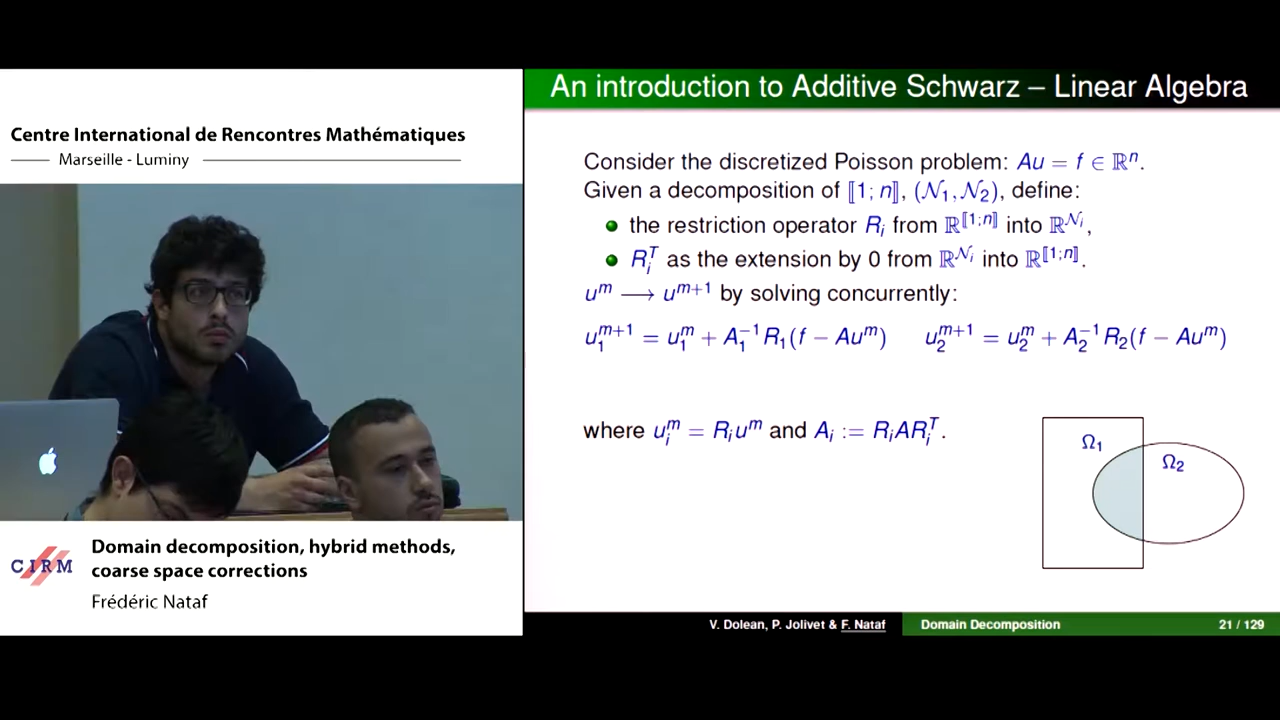 Centre International de Rencontres Mathématiques
Marseille - Luminy
CIRM
Domain decomposition, hybrid methods,
coarse space corrections
Frédéric Nataf
An introduction to Additive Schwarz – Linear Algebra
Consider the discretized Poisson problem: Au = f ∈ ℝⁿ.
Given a decomposition of ⟦1; n⟧, (𝒩₁, 𝒩₂), define:
the restriction operator Rᵢ from ℝ^⟦1;n⟧ into ℝ^𝒩ᵢ,
Rᵢᵀ as the extension by 0 from ℝ^𝒩ᵢ into ℝ^⟦1;n⟧.
uᵐ ⟶ uᵐ⁺¹ by solving concurrently:
u₁ᵐ⁺¹ = u₁ᵐ + A₁⁻¹R₁(f − Auᵐ) u₂ᵐ⁺¹ = u₂ᵐ + A₂⁻¹R₂(f − Auᵐ)
where uᵢᵐ = Rᵢuᵐ and Aᵢ := RᵢARᵢᵀ.
Ω₁
Ω₂
V. Dolean, P. Jolivet & F. Nataf Domain Decomposition 21 / 129